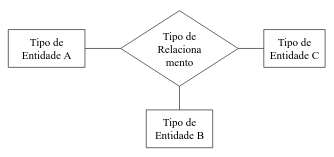 Tipo de
Entidade A
Tipo de
Relaciona
mento
Tipo de
Entidade C
Tipo de
Entidade B